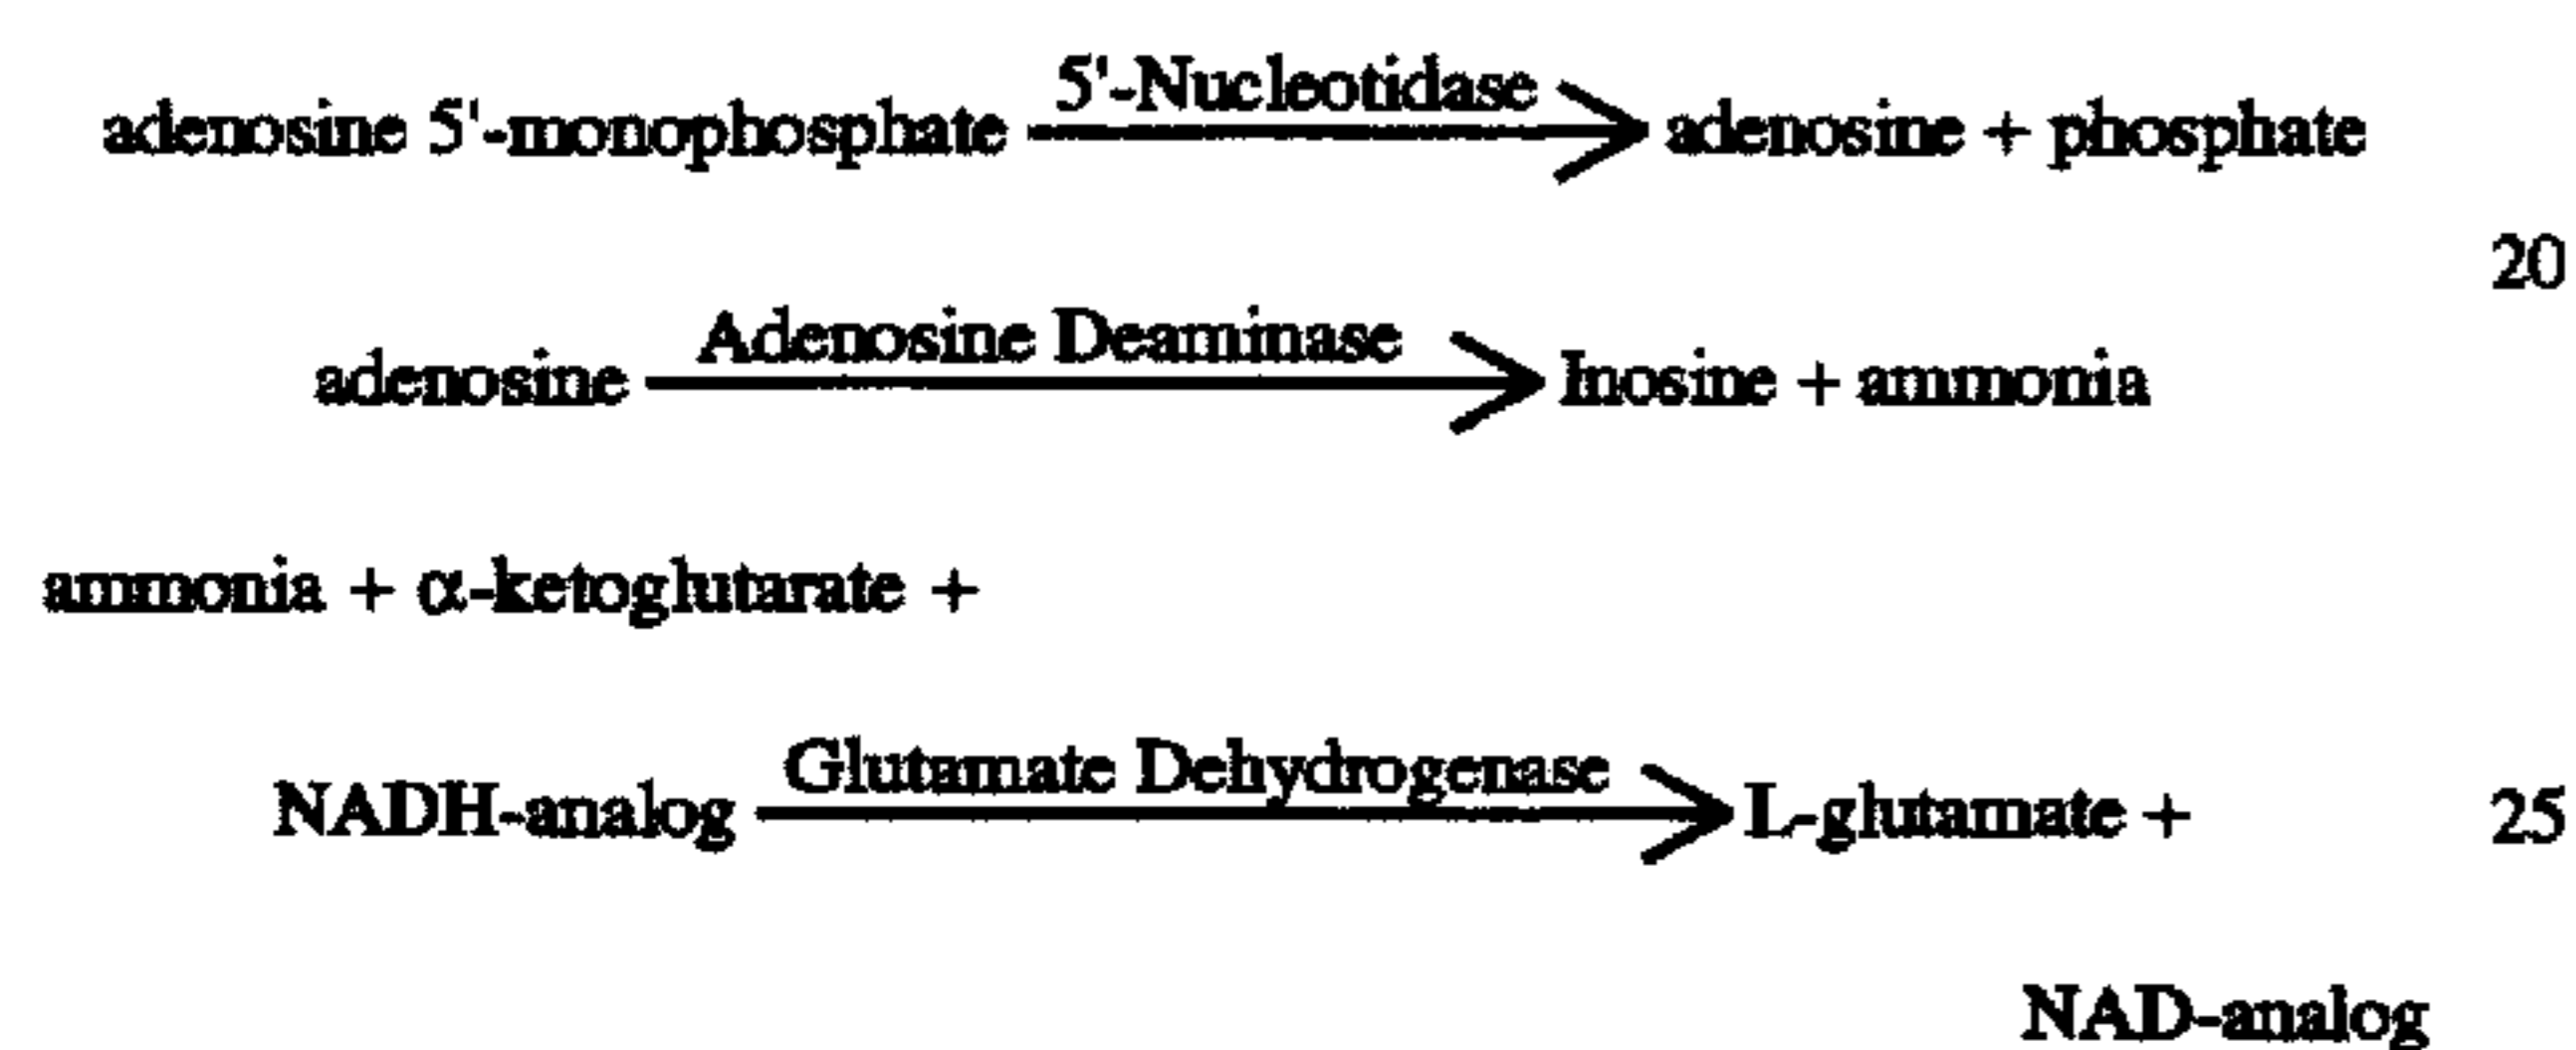 5'-Nucleotidase
adenosine 5'-monophosphate → adenosine + phosphate
20
Adenosine Deaminase
adenosine → Inosine + ammonia
ammonia + α-ketoglutarate +
Glutamate Dehydrogenase
NADH-analog → L-glutamate + 25
NAD-analog